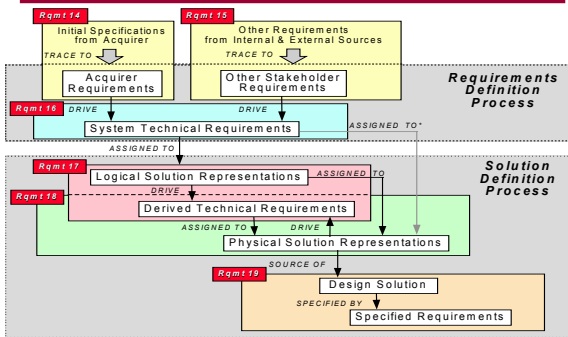 Rqmt 14
Rqmt 15
Initial Specifications
from Acquirer
Other Requirements
from Internal & External Sources
TRACE TO
TRACE TO
Acquirer
Requirements
Other Stakeholder
Requirements
Requirements
Definition
Process
Rqmt 16
DRIVE
DRIVE
System Technical Requirements
ASSIGNED TO*
ASSIGNED TO
Rqmt 17
Logical Solution Representations
ASSIGNED TO
Solution
Definition
Process
Rqmt 18
DRIVE
Derived Technical Requirements
ASSIGNED TO
DRIVE
Physical Solution Representations
SOURCE OF
Rqmt 19
Design Solution
SPECIFIED BY
Specified Requirements